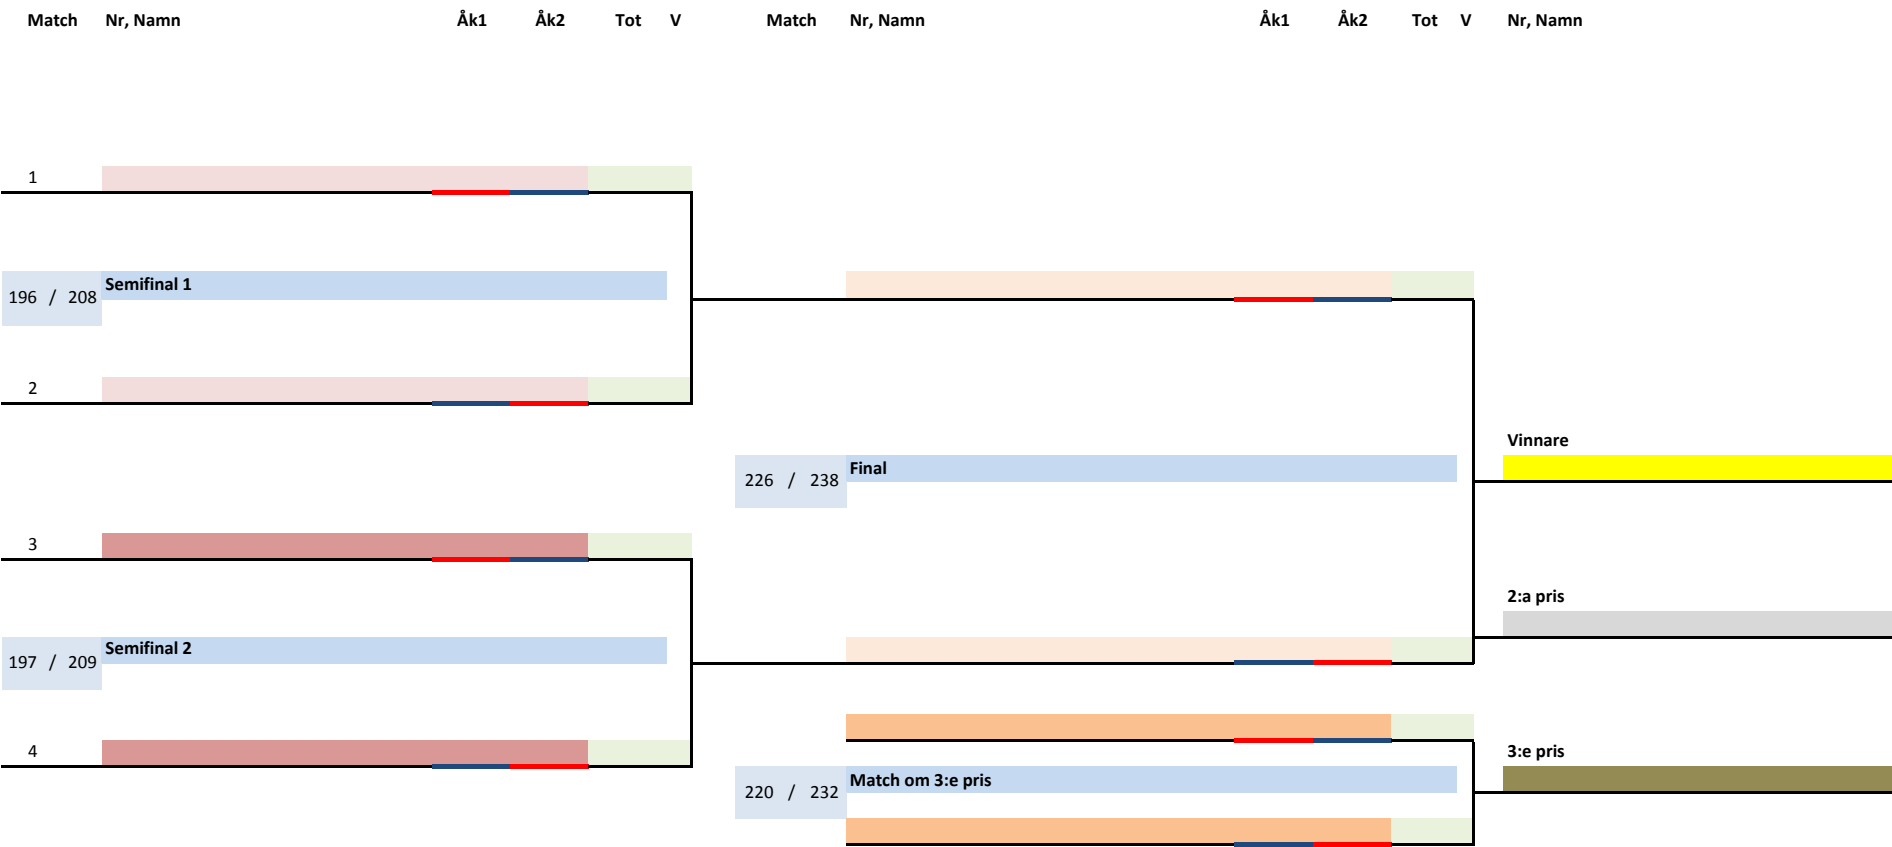 Match Nr, Namn Åk1 Åk2 Tot V Match Nr, Namn Åk1 Åk2 Tot V Nr, Namn
1
Semifinal 1
196 / 208
2
Vinnare
Final
226 / 238
3
2:a pris
Semifinal 2
197 / 209
4
3:e pris
Match om 3:e pris
220 / 232